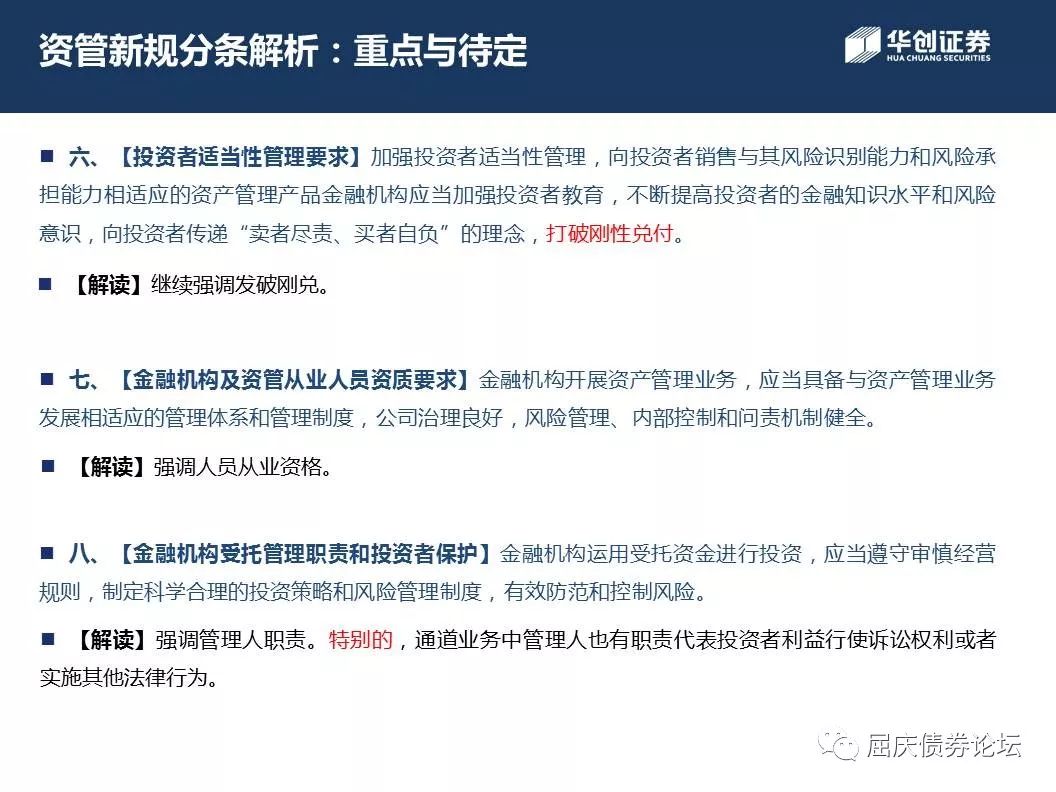 资管新规分条解析：重点与待定
华创证券
HUA CHUANG SECURITIES
■ 六、【投资者适当性管理要求】加强投资者适当性管理，向投资者销售与其风险识别能力和风险承
担能力相适应的资产管理产品金融机构应当加强投资者教育，不断提高投资者的金融知识水平和风险
意识，向投资者传递“卖者尽责、买者自负”的理念，打破刚性兑付。
■ 【解读】继续强调发破刚兑。
■ 七、【金融机构及资管从业人员资质要求】金融机构开展资产管理业务，应当具备与资产管理业务
发展相适应的管理体系和管理制度，公司治理良好，风险管理、内部控制和问责机制健全。
■ 【解读】强调人员从业资格。
■ 八、【金融机构受托管理职责和投资者保护】金融机构运用受托资金进行投资，应当遵守审慎经营
规则，制定科学合理的投资策略和风险管理制度，有效防范和控制风险。
■ 【解读】强调管理人职责。特别的，通道业务中管理人也有职责代表投资者利益行使诉讼权利或者
实施其他法律行为。
屈庆债券论坛